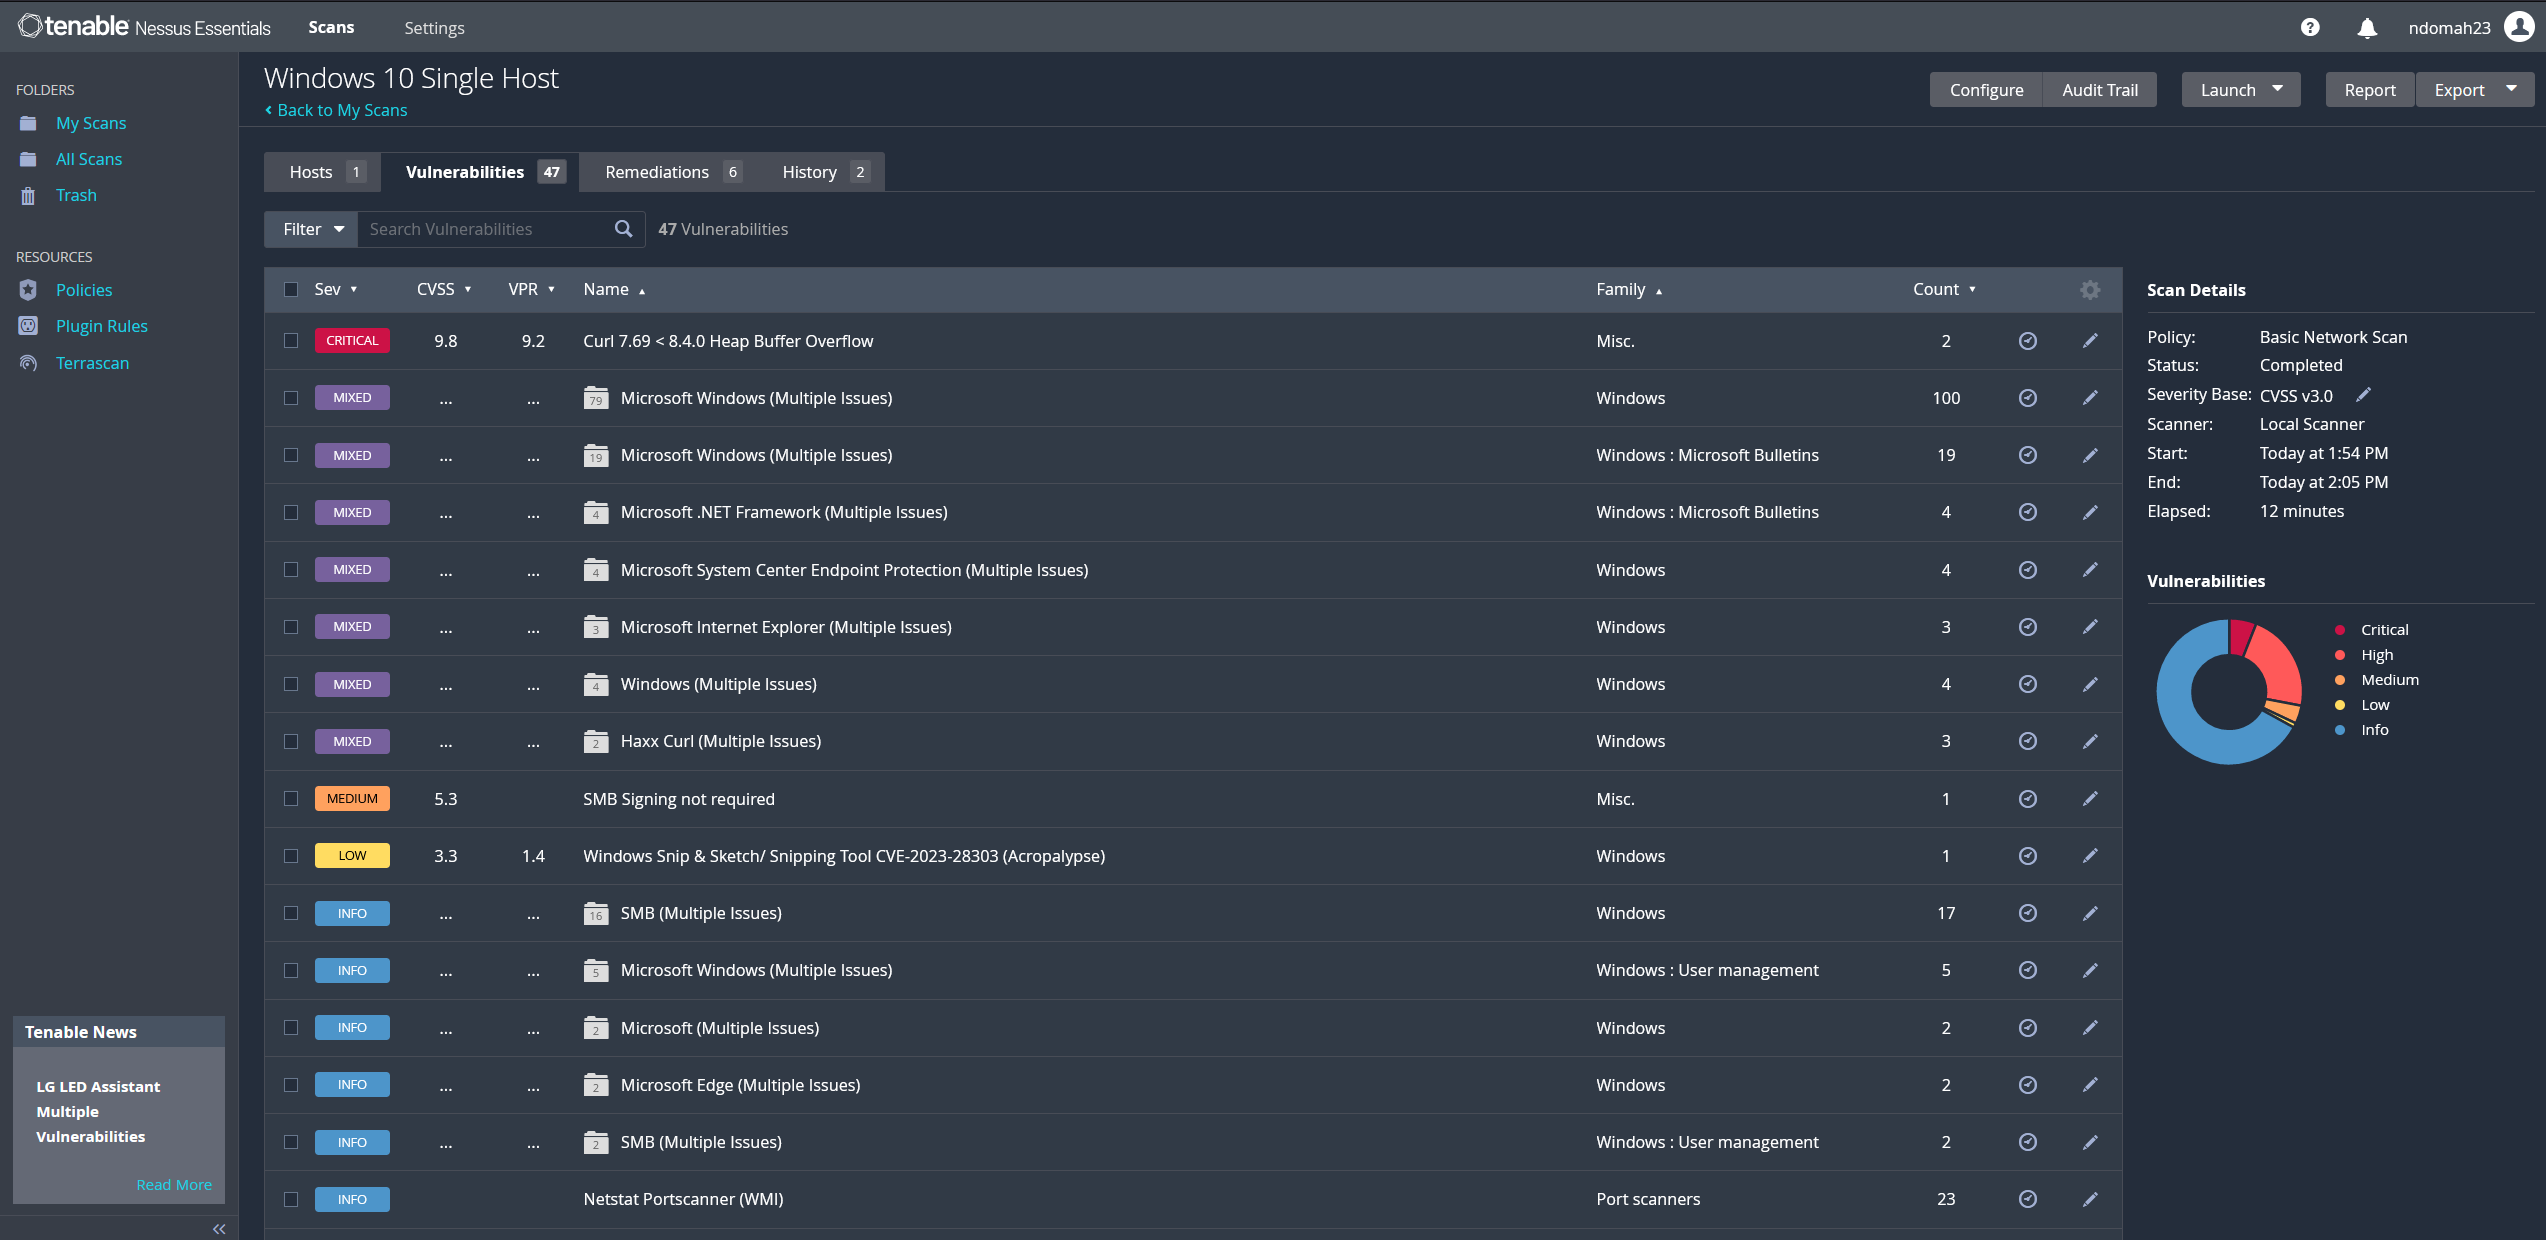 tenable Nessus Essentials Scans Settings ndomah23
FOLDERS
My Scans
All Scans
Trash
RESOURCES
Policies
Plugin Rules
Terrascan
Tenable News
LG LED Assistant
Multiple
Vulnerabilities
Read More
Windows 10 Single Host
Back to My Scans
Configure Audit Trail Launch Report Export
Hosts 1 Vulnerabilities 47 Remediations 6 History 2
Filter Search Vulnerabilities 47 Vulnerabilities
Sev CVSS VPR Name Family Count
CRITICAL 9.8 9.2 Curl 7.69 < 8.4.0 Heap Buffer Overflow Misc. 2
MIXED ... ... 79 Microsoft Windows (Multiple Issues) Windows 100
MIXED ... ... 19 Microsoft Windows (Multiple Issues) Windows : Microsoft Bulletins 19
MIXED ... ... 4 Microsoft .NET Framework (Multiple Issues) Windows : Microsoft Bulletins 4
MIXED ... ... 4 Microsoft System Center Endpoint Protection (Multiple Issues) Windows 4
MIXED ... ... 3 Microsoft Internet Explorer (Multiple Issues) Windows 3
MIXED ... ... 4 Windows (Multiple Issues) Windows 4
MIXED ... ... 2 Haxx Curl (Multiple Issues) Windows 3
MEDIUM 5.3 SMB Signing not required Misc. 1
LOW 3.3 1.4 Windows Snip & Sketch/ Snipping Tool CVE-2023-28303 (Acropalypse) Windows 1
INFO ... ... 16 SMB (Multiple Issues) Windows 17
INFO ... ... 5 Microsoft Windows (Multiple Issues) Windows : User management 5
INFO ... ... 2 Microsoft (Multiple Issues) Windows 2
INFO ... ... 2 Microsoft Edge (Multiple Issues) Windows 2
INFO ... ... 2 SMB (Multiple Issues) Windows : User management 2
INFO Netstat Portscanner (WMI) Port scanners 23
Scan Details
Policy: Basic Network Scan
Status: Completed
Severity Base: CVSS v3.0
Scanner: Local Scanner
Start: Today at 1:54 PM
End: Today at 2:05 PM
Elapsed: 12 minutes
Vulnerabilities
Critical
High
Medium
Low
Info